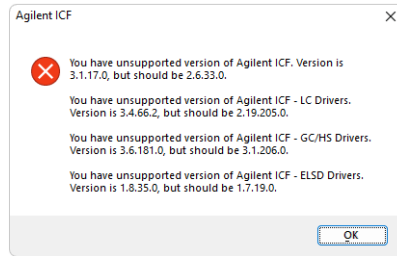 Agilent ICF
You have unsupported version of Agilent ICF. Version is
3.1.17.0, but should be 2.6.33.0.
You have unsupported version of Agilent ICF - LC Drivers.
Version is 3.4.66.2, but should be 2.19.205.0.
You have unsupported version of Agilent ICF - GC/HS Drivers.
Version is 3.6.181.0, but should be 3.1.206.0.
You have unsupported version of Agilent ICF - ELSD Drivers.
Version is 1.8.35.0, but should be 1.7.19.0.
OK